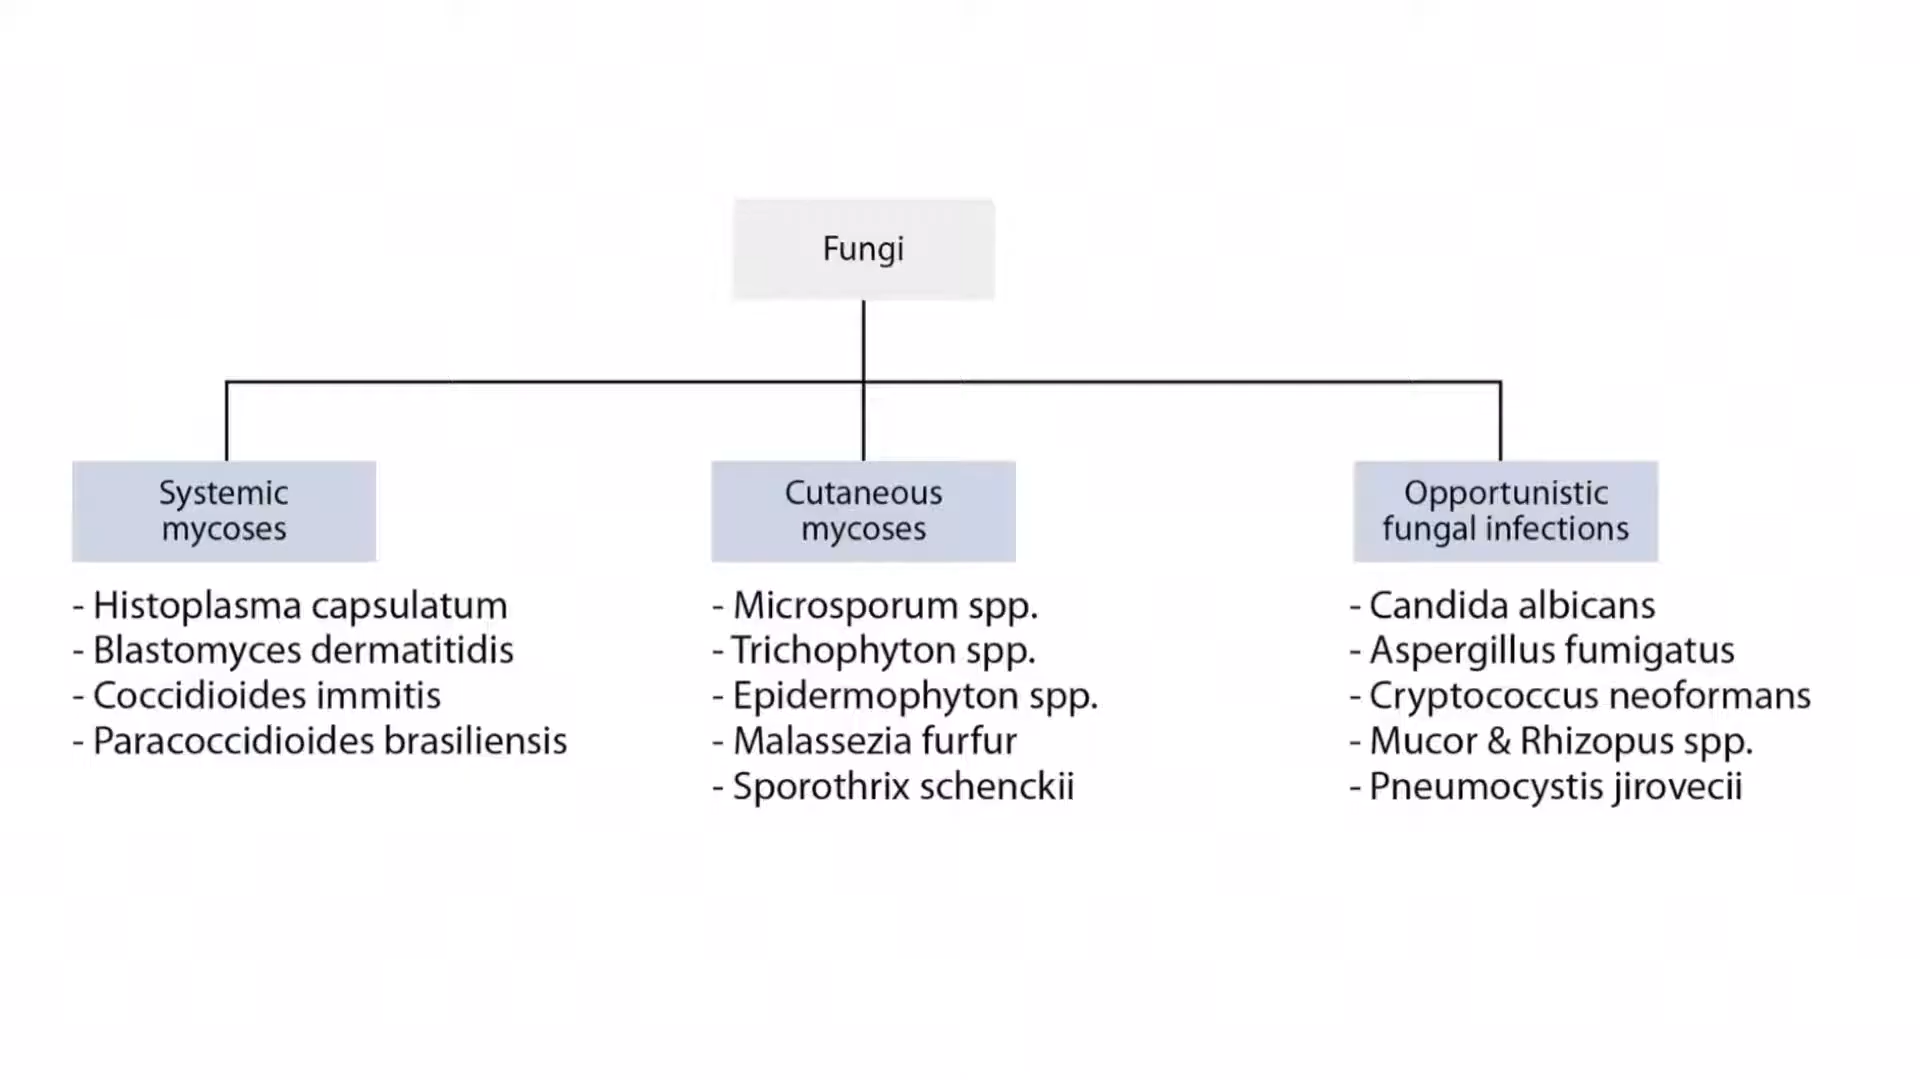 Fungi
Systemic
mycoses
- Histoplasma capsulatum
- Blastomyces dermatitidis
- Coccidioides immitis
- Paracoccidioides brasiliensis
Cutaneous
mycoses
- Microsporum spp.
- Trichophyton spp.
- Epidermophyton spp.
- Malassezia furfur
- Sporothrix schenckii
Opportunistic
fungal infections
- Candida albicans
- Aspergillus fumigatus
- Cryptococcus neoformans
- Mucor & Rhizopus spp.
- Pneumocystis jirovecii